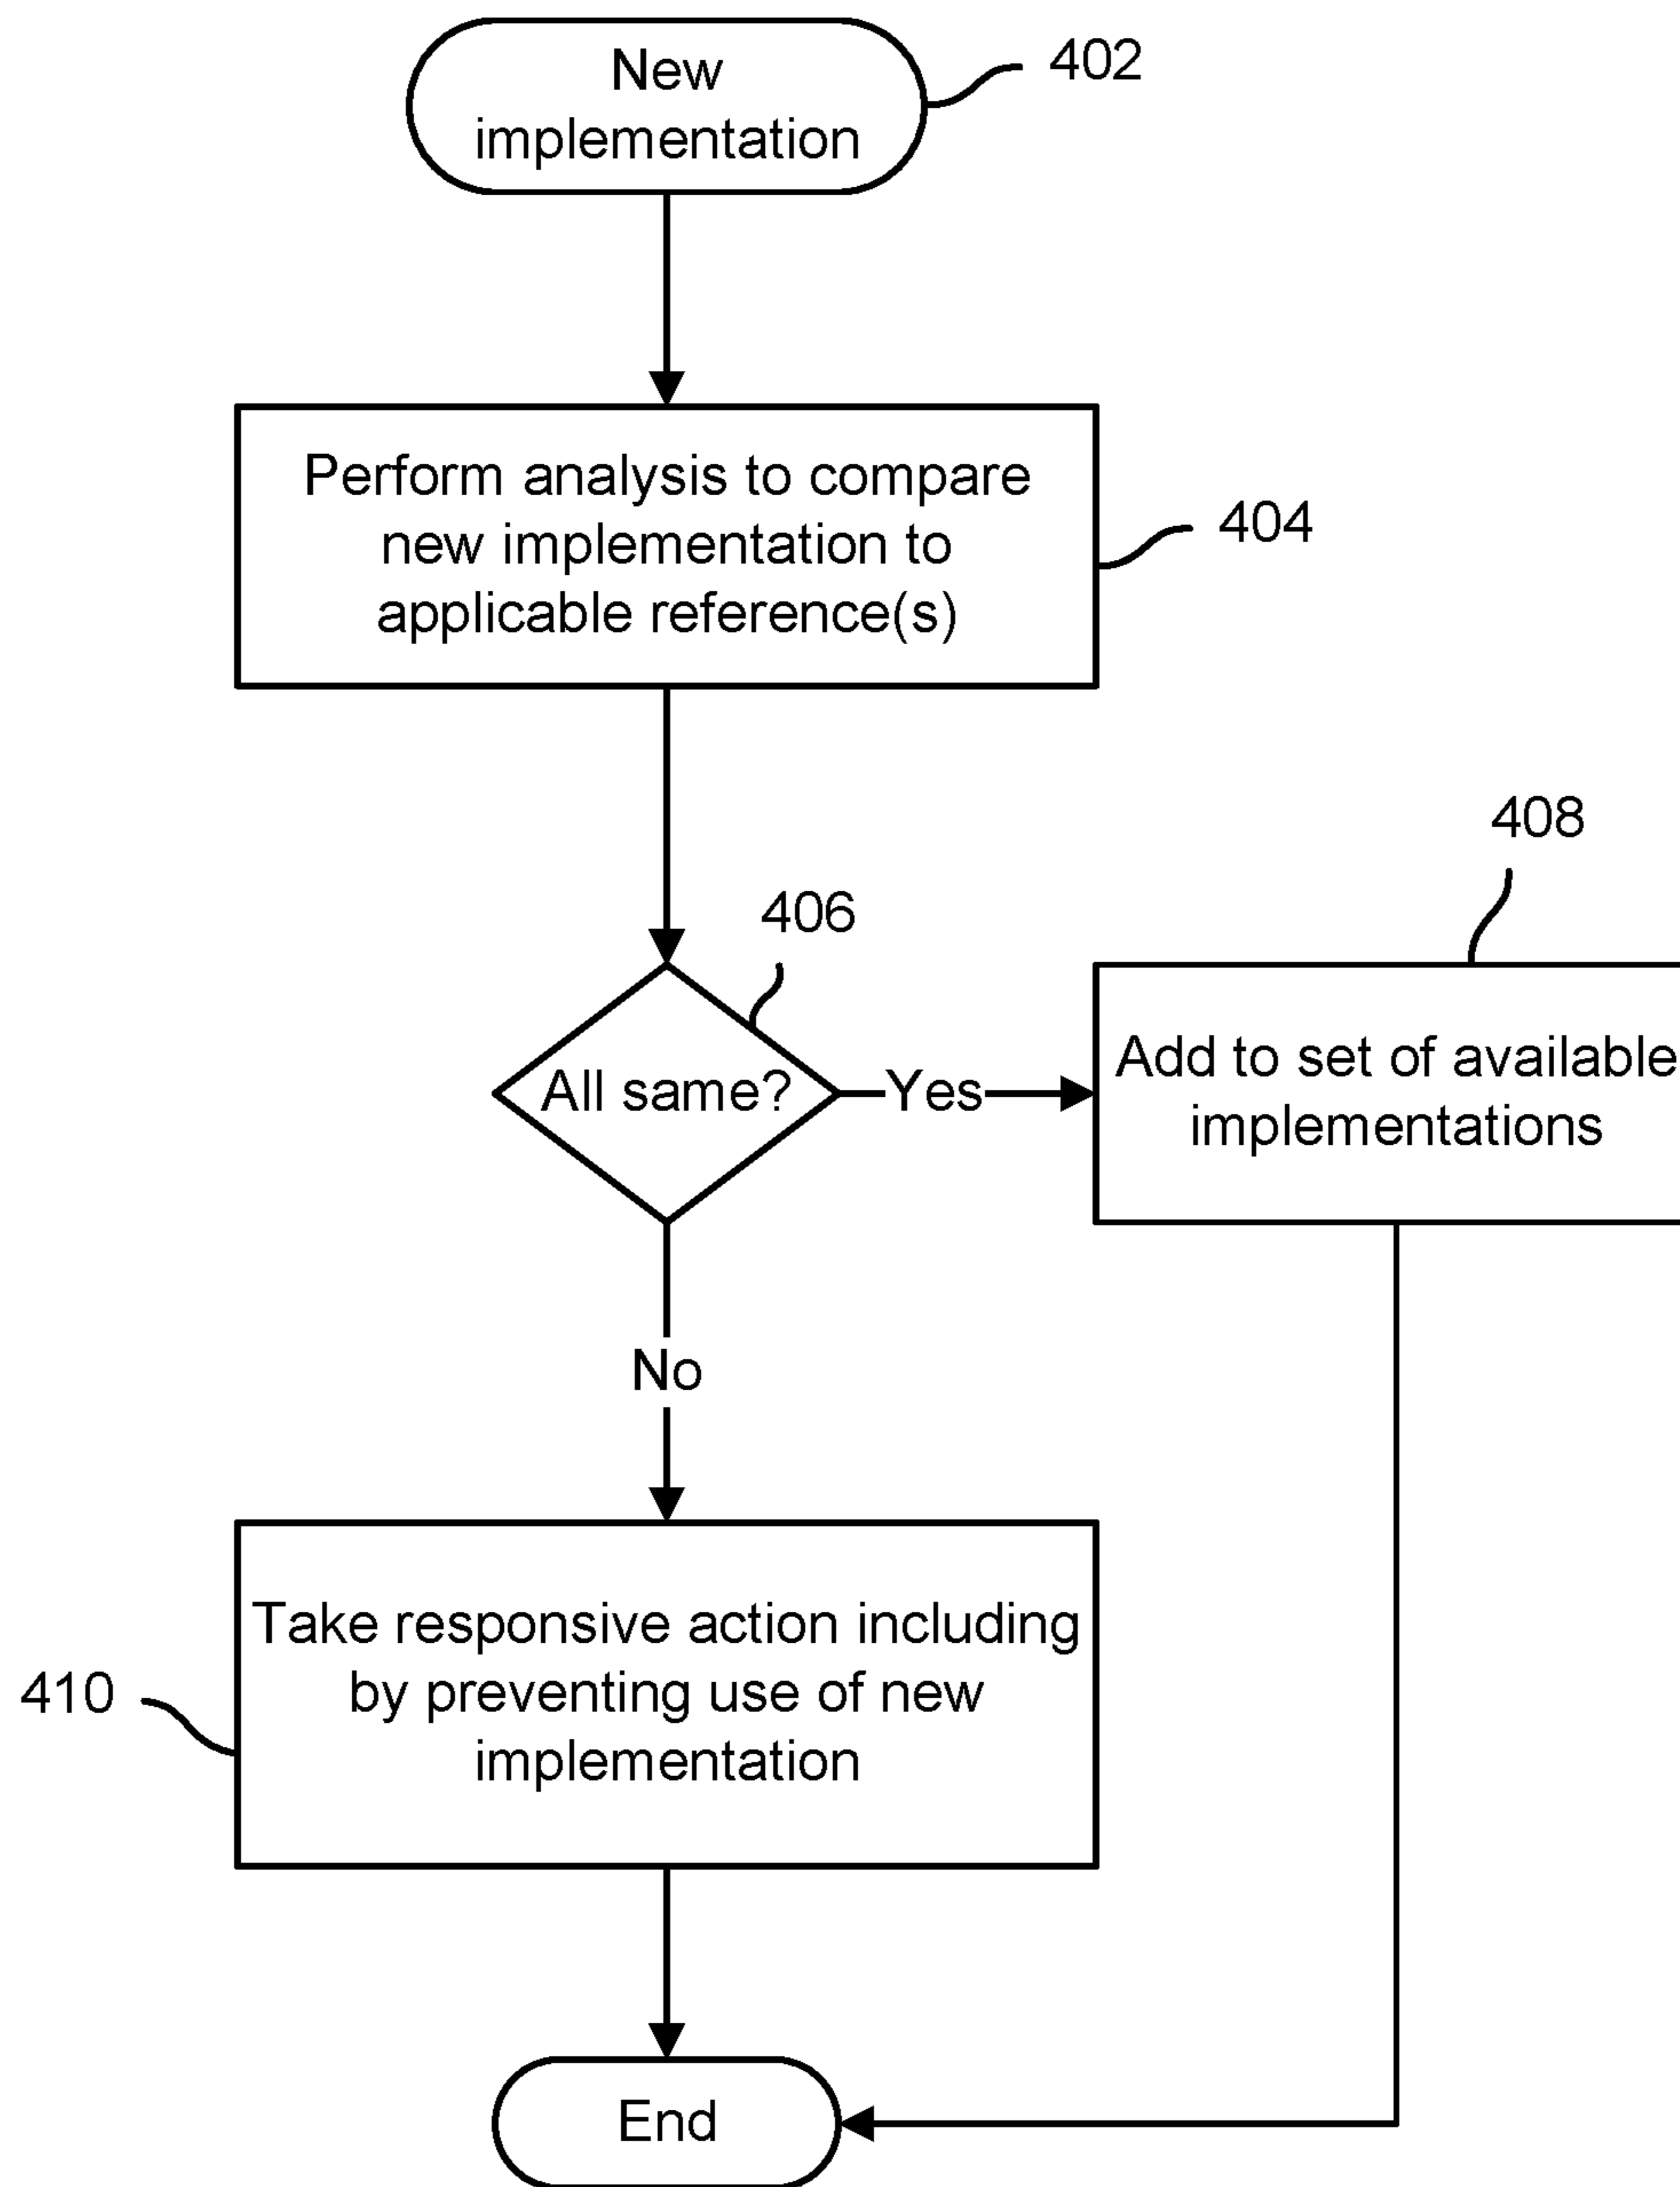 New
implementation
402
Perform analysis to compare
new implementation to
applicable reference(s)
404
408
406
All same?
Yes
Add to set of available
implementations
No
Take responsive action including
by preventing use of new
implementation
410
End